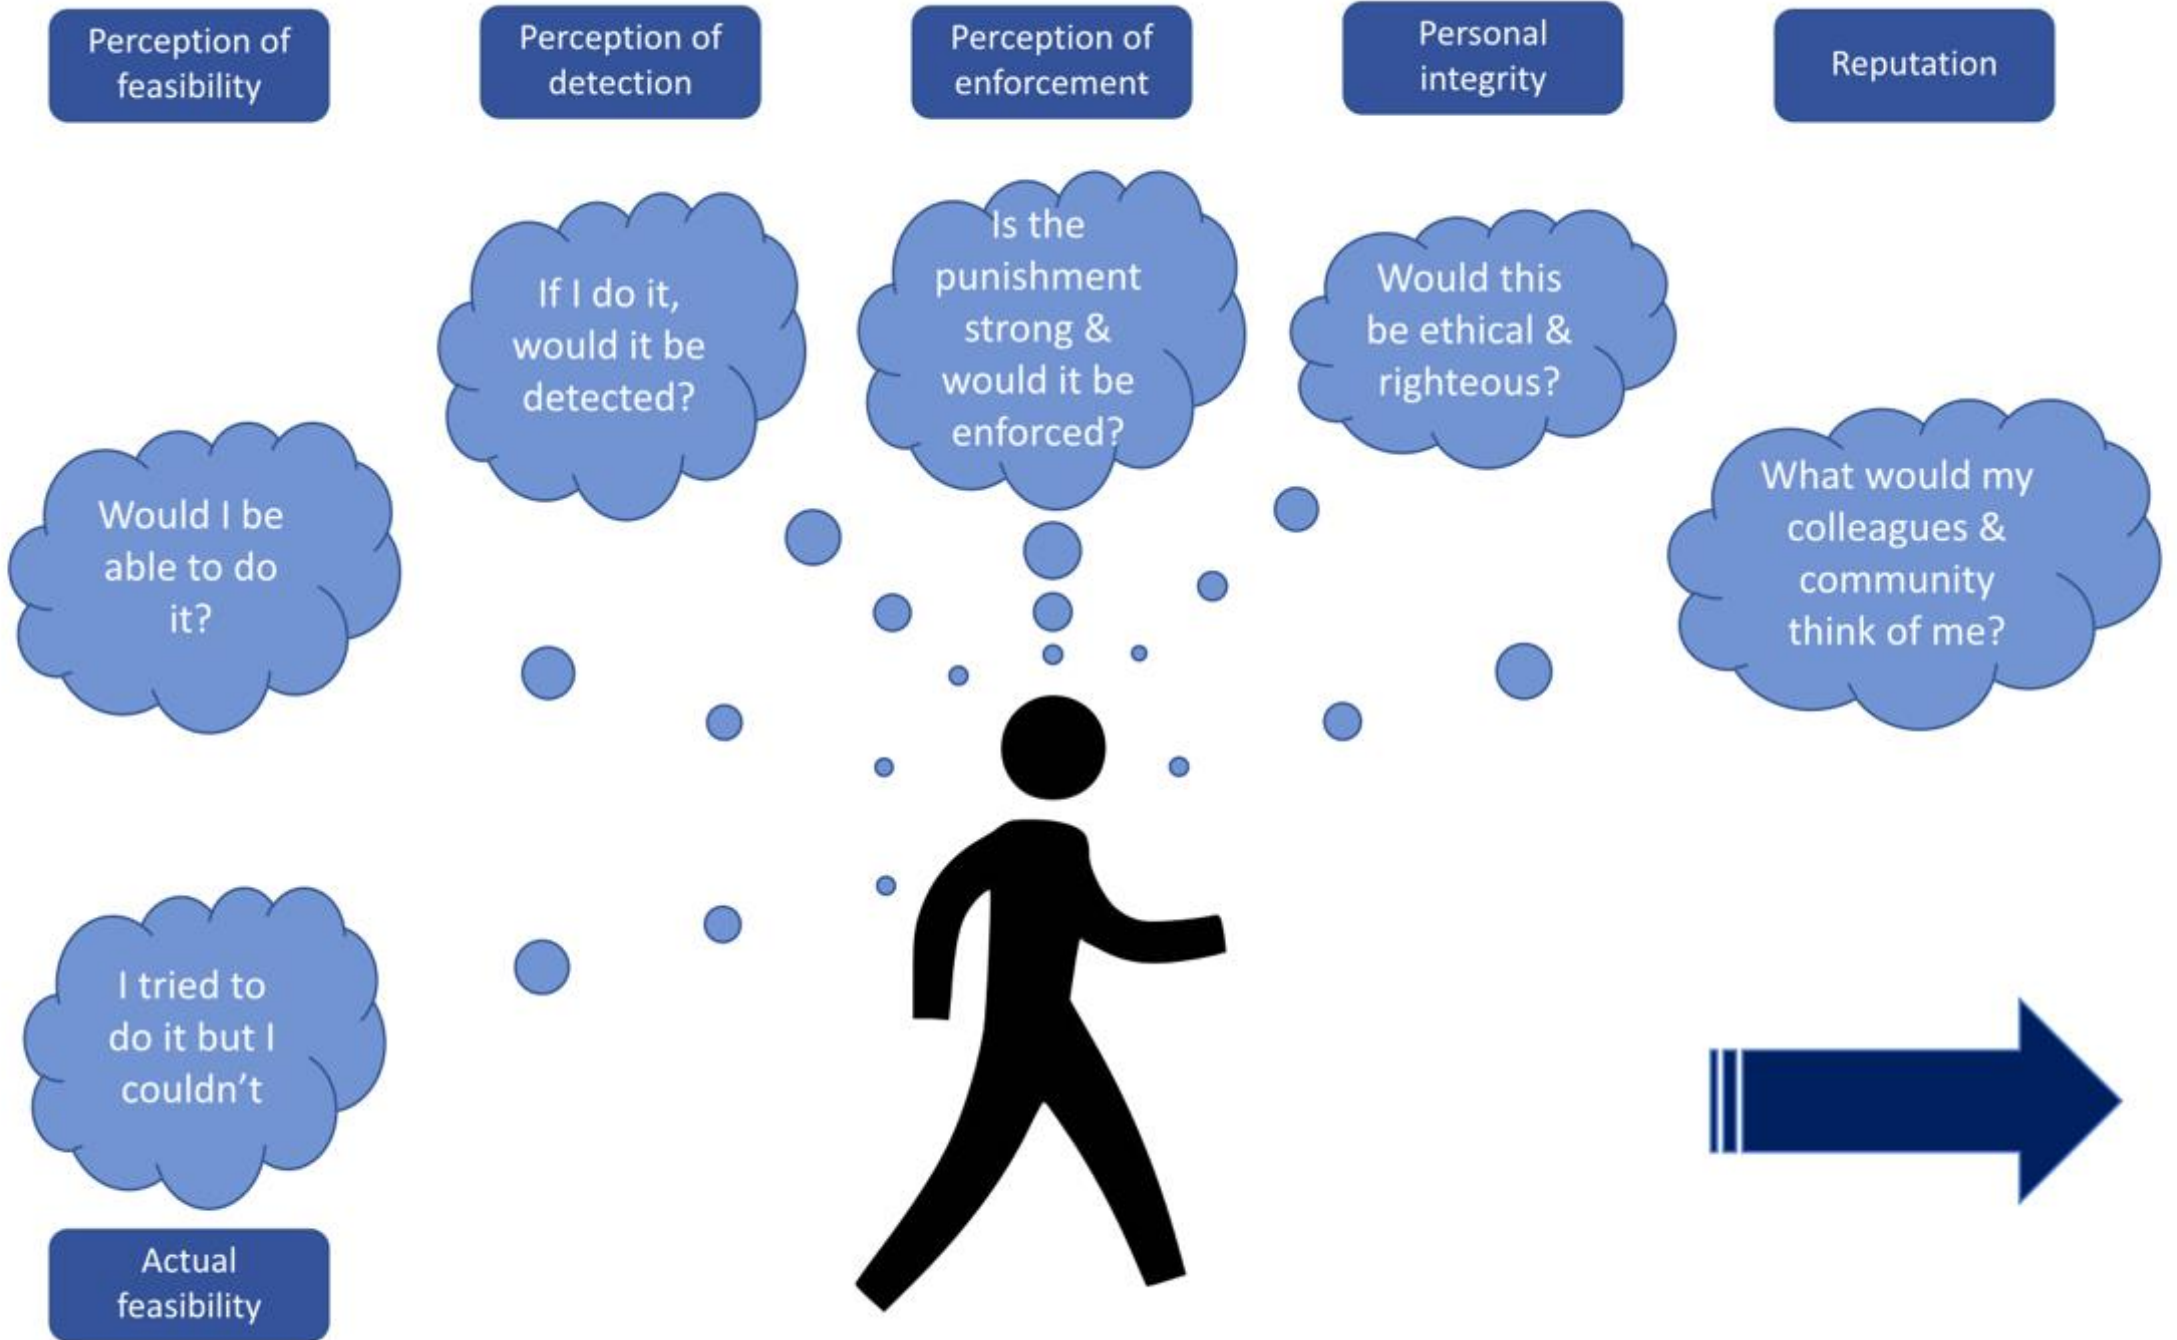 Perception of
feasibility
Perception of
detection
Perception of
enforcement
Personal
integrity
Reputation
Would I be
able to do
it?
If I do it,
would it be
detected?
Is the
punishment
strong &
would it be
enforced?
Would this
be ethical &
righteous?
What would my
colleagues &
community
think of me?
I tried to
do it but I
couldn’t
Actual
feasibility